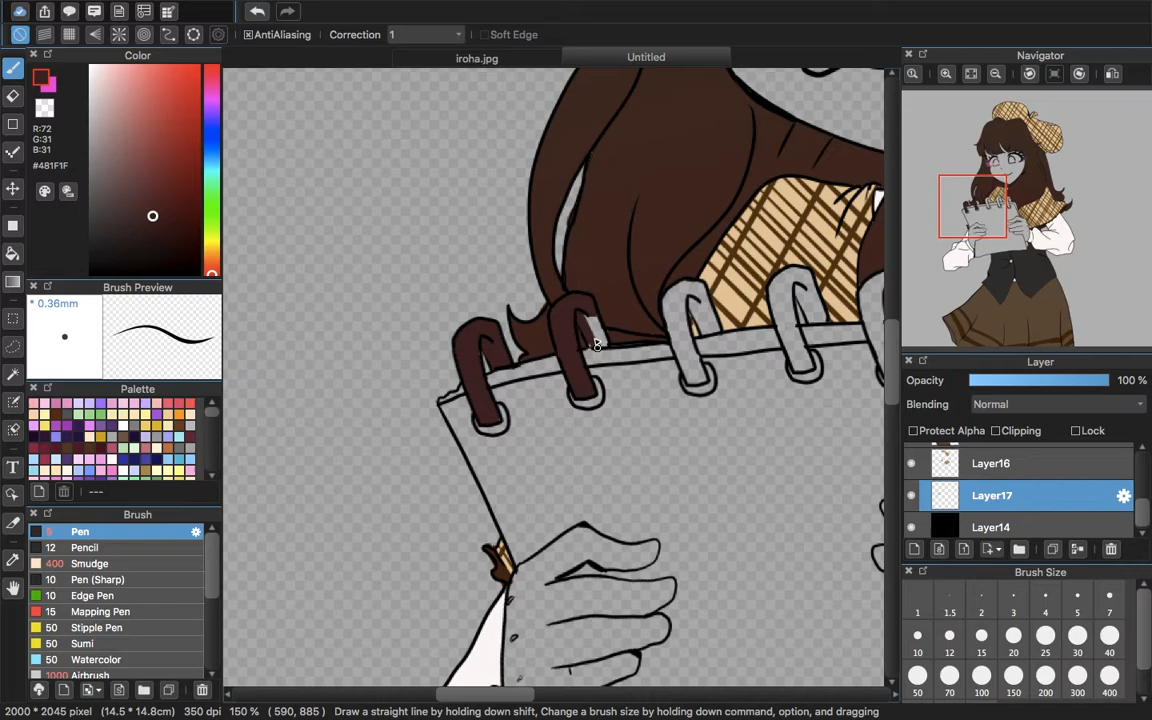 AntiAliasing Correction 1 Soft Edge
Color
iroha.jpg Untitled
Navigator
R:72
G:31
B:31
#481F1F
Brush Preview
* 0.36mm
Palette
---
Brush
5 Pen
12 Pencil
400 Smudge
10 Pen (Sharp)
10 Edge Pen
15 Mapping Pen
50 Stipple Pen
50 Sumi
50 Watercolor
1000 Airbrush
Layer
Opacity 100 %
Blending Normal
Protect Alpha Clipping Lock
Layer16
Layer17
Layer14
Brush Size
1 1.5 2 3 4 5 7
10 12 15 20 25 30 40
50 70 100 150 200 300 400
2000 * 2045 pixel (14.5 * 14.8cm) 350 dpi 150 % ( 590, 885 ) Draw a straight line by holding down shift, Change a brush size by holding down command, option, and dragging